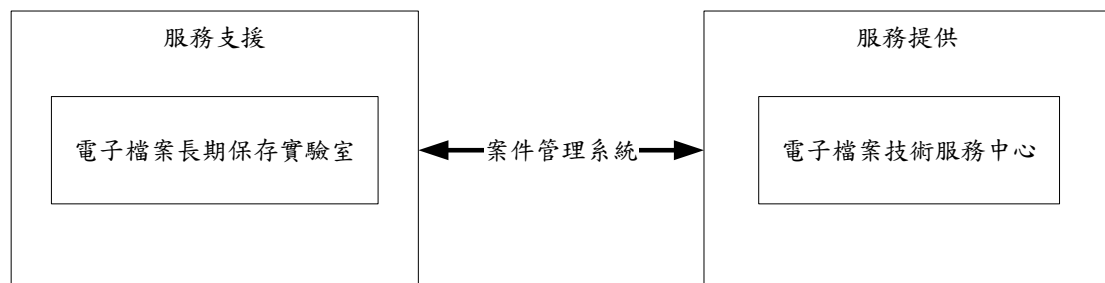 服務支援
服務提供
電子檔案長期保存實驗室
案件管理系統
電子檔案技術服務中心